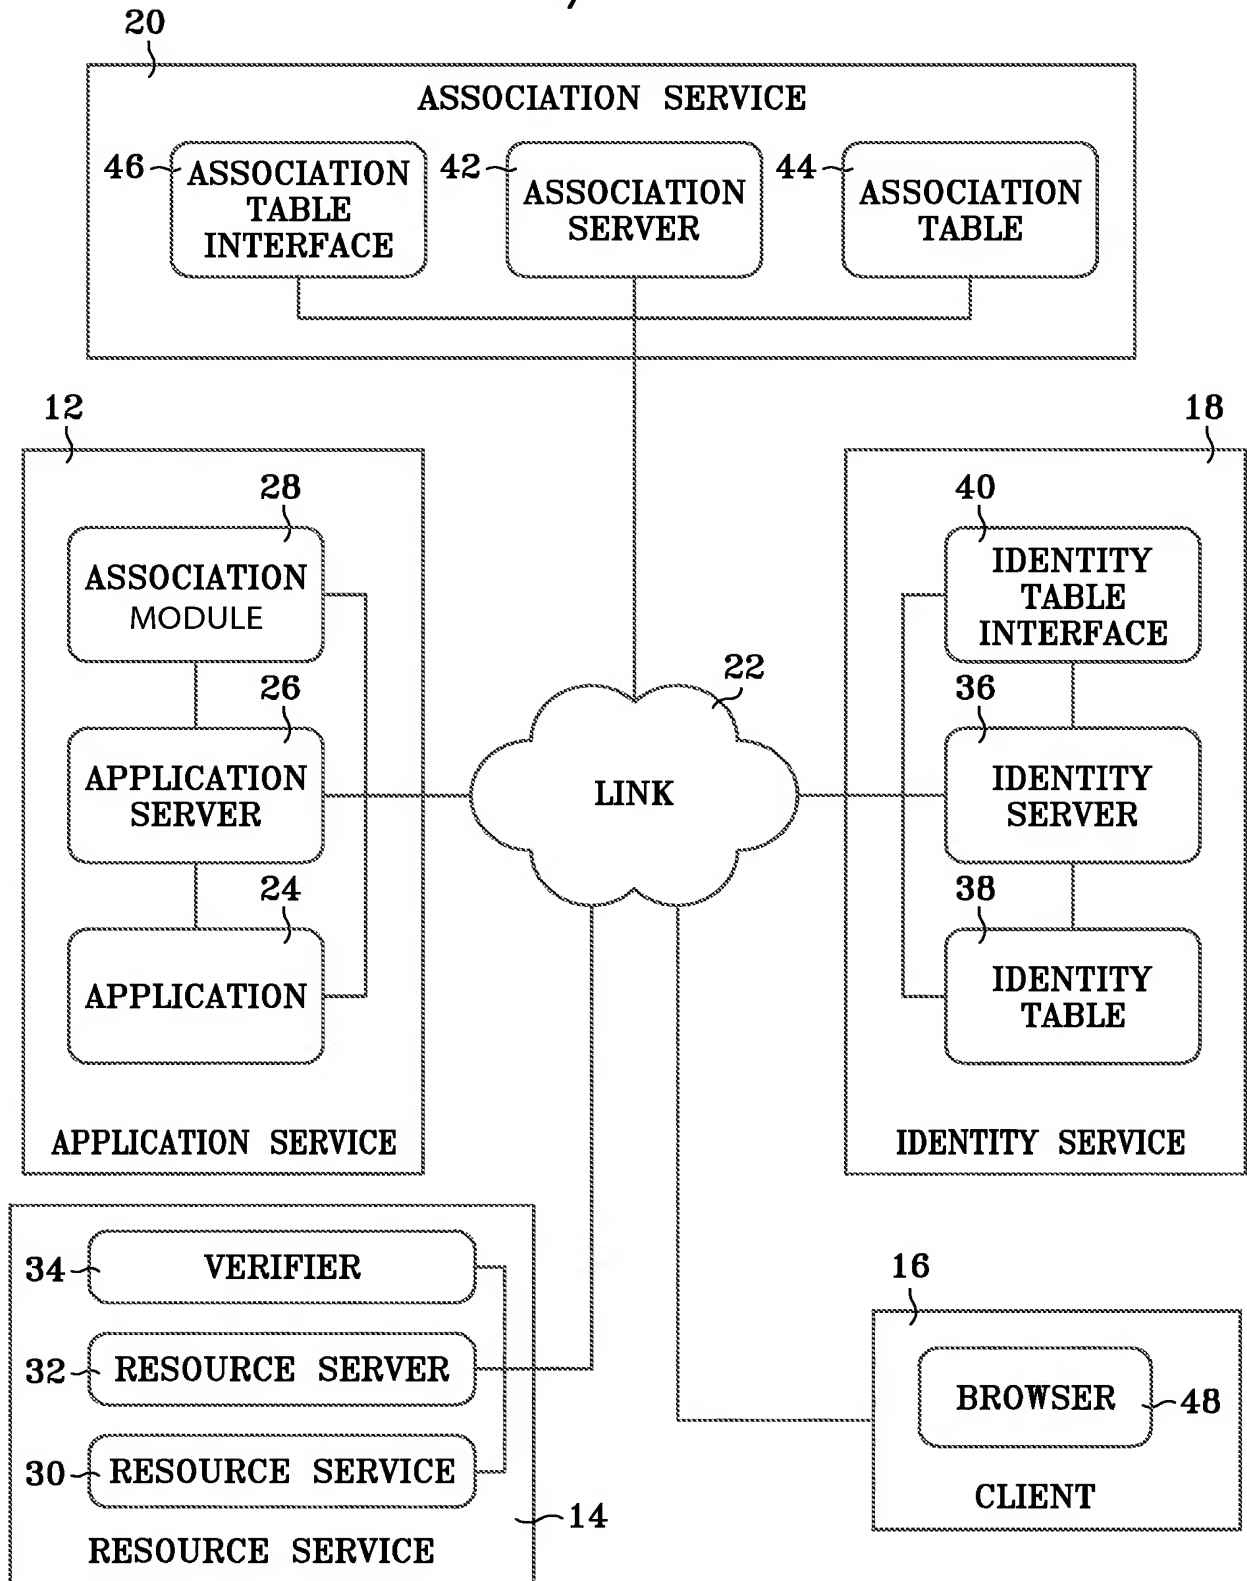 20
ASSOCIATION SERVICE
46
ASSOCIATION
TABLE
INTERFACE
42
ASSOCIATION
SERVER
44
ASSOCIATION
TABLE
12
28
ASSOCIATION
MODULE
26
APPLICATION
SERVER
24
APPLICATION
APPLICATION SERVICE
22
LINK
18
40
IDENTITY
TABLE
INTERFACE
36
IDENTITY
SERVER
38
IDENTITY
TABLE
IDENTITY SERVICE
34
VERIFIER
32
RESOURCE SERVER
30
RESOURCE SERVICE
14
RESOURCE SERVICE
16
BROWSER
48
CLIENT